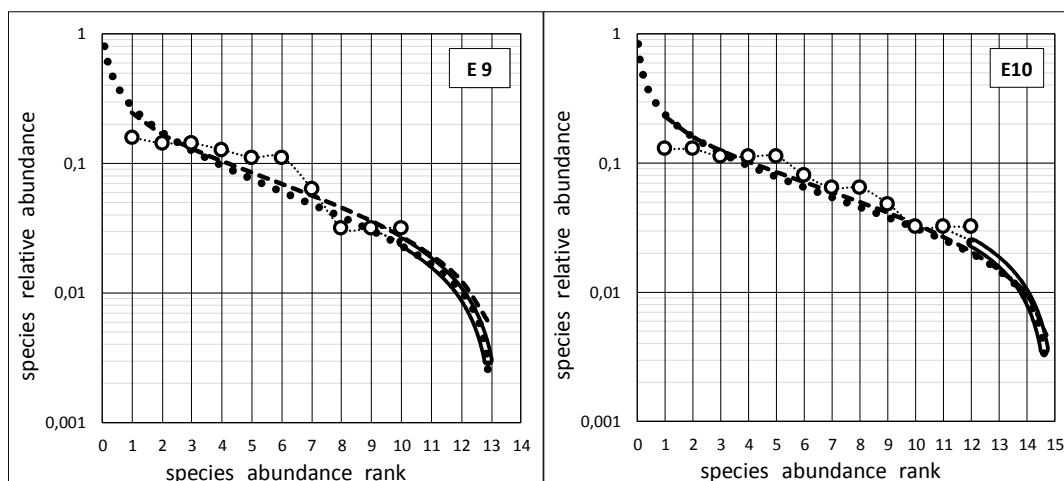 1
0,1
0,01
0,001
species relative abundance
E 9
0 1 2 3 4 5 6 7 8 9 10 11 12 13 14
species abundance rank
1
0,1
0,01
0,001
species relative abundance
E10
0 1 2 3 4 5 6 7 8 9 10 11 12 13 14 15
species abundance rank